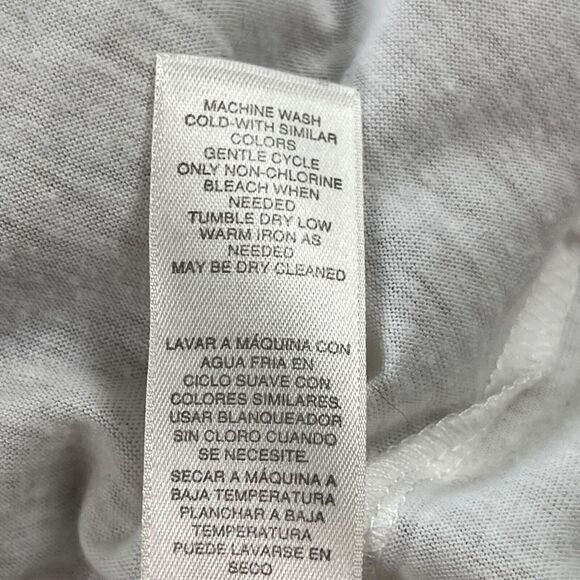 MACHINE WASH
COLD-WITH SIMILAR
COLORS
GENTLE CYCLE
ONLY NON-CHLORINE
BLEACH WHEN
NEEDED
TUMBLE DRY LOW
WARM IRON AS
NEEDED
MAY BE DRY CLEANED
LAVAR A MÁQUINA CON
AGUA FRIA EN
CICLO SUAVE CON
COLORES SIMILARES.
USAR BLANQUEADOR
SIN CLORO CUANDO
SE NECESITE.
SECAR A MÁQUINA A
BAJA TEMPERATURA
PLANCHAR A BAJA
TEMPERATURA
PUEDE LAVARSE EN
SECO